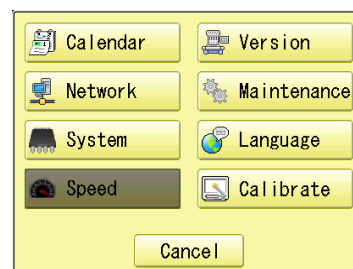 Calendar Version
Network Maintenance
System Language
Speed Calibrate
Cancel